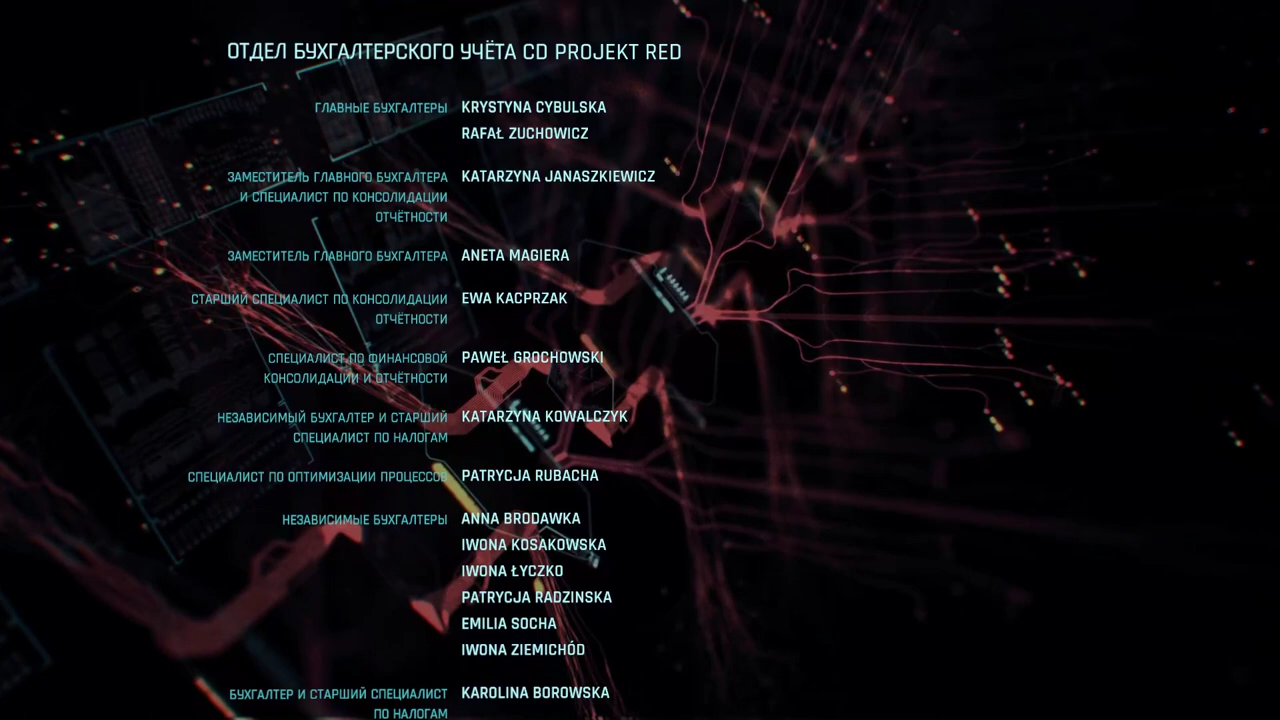 ОТДЕЛ БУХГАЛТЕРСКОГО УЧЁТА CD PROJEKT RED
ГЛАВНЫЕ БУХГАЛТЕРЫ KRYSTYNA CYBULSKA
RAFAŁ ZUCHOWICZ
ЗАМЕСТИТЕЛЬ ГЛАВНОГО БУХГАЛТЕРА KATARZYNA JANASZKIEWICZ
И СПЕЦИАЛИСТ ПО КОНСОЛИДАЦИИ
ОТЧЁТНОСТИ
ЗАМЕСТИТЕЛЬ ГЛАВНОГО БУХГАЛТЕРА ANETA MAGIERA
СТАРШИЙ СПЕЦИАЛИСТ ПО КОНСОЛИДАЦИИ EWA KACPRZAK
ОТЧЁТНОСТИ
СПЕЦИАЛИСТ ПО ФИНАНСОВОЙ PAWEŁ GROCHOWSKI
КОНСОЛИДАЦИИ И ОТЧЁТНОСТИ
НЕЗАВИСИМЫЙ БУХГАЛТЕР И СТАРШИЙ KATARZYNA KOWALCZYK
СПЕЦИАЛИСТ ПО НАЛОГАМ
СПЕЦИАЛИСТ ПО ОПТИМИЗАЦИИ ПРОЦЕССОВ PATRYCJA RUBACHA
НЕЗАВИСИМЫЕ БУХГАЛТЕРЫ ANNA BRODAWKA
IWONA KOSAKOWSKA
IWONA ŁYCZKO
PATRYCJA RADZINSKA
EMILIA SOCHA
IWONA ZIEMICHÓD
БУХГАЛТЕР И СТАРШИЙ СПЕЦИАЛИСТ KAROLINA BOROWSKA
ПО НАЛОГАМ